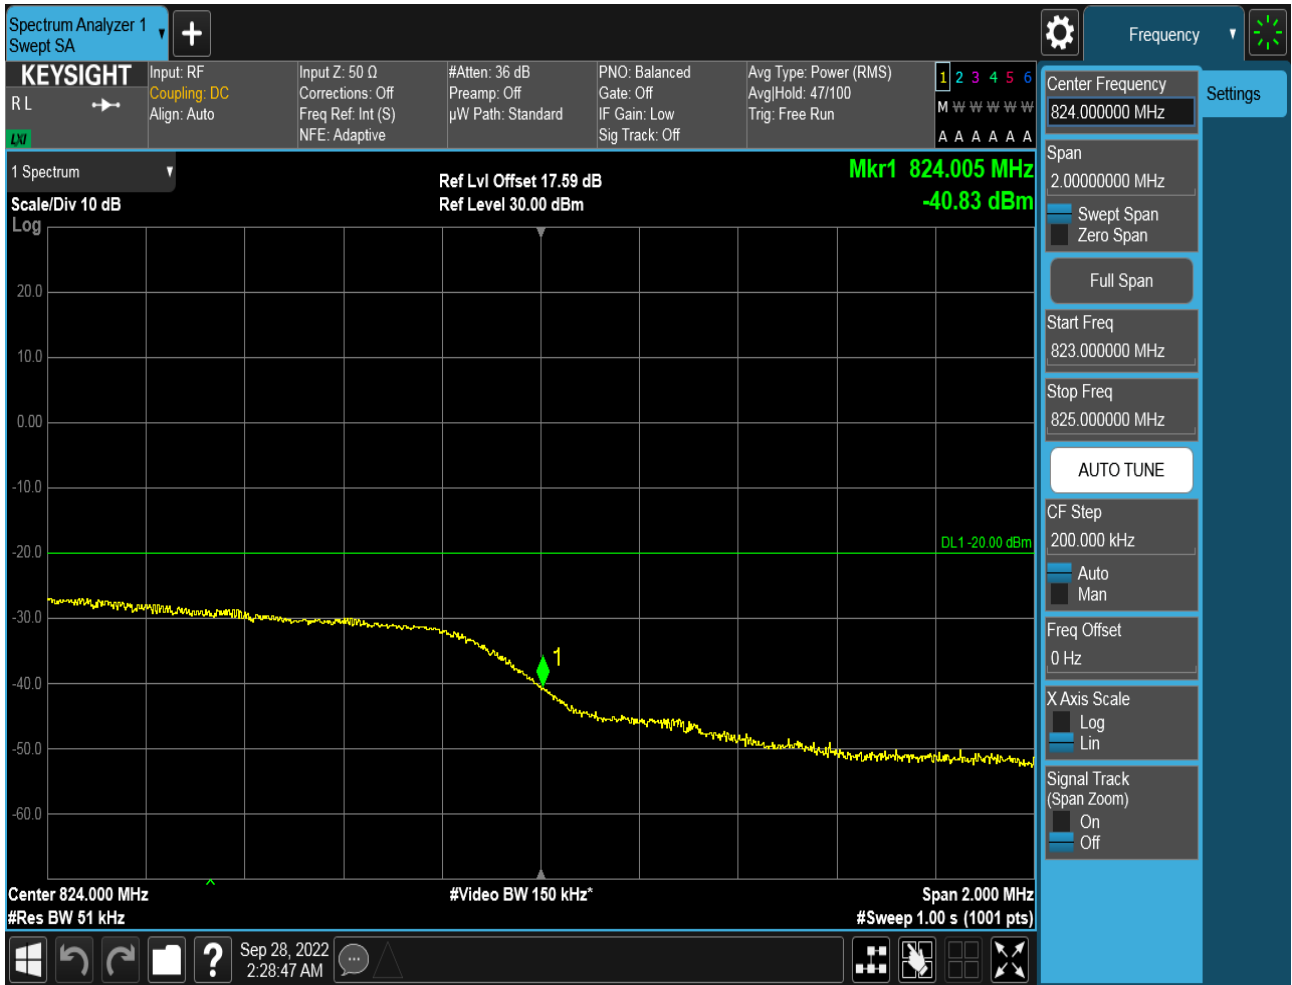 Spectrum Analyzer 1
Swept SA
Frequency
KEYSIGHT
R L
LXI
Input: RF
Coupling: DC
Align: Auto
Input Z: 50 Ω
Corrections: Off
Freq Ref: Int (S)
NFE: Adaptive
#Atten: 36 dB
Preamp: Off
µW Path: Standard
PNO: Balanced
Gate: Off
IF Gain: Low
Sig Track: Off
Avg Type: Power (RMS)
Avg|Hold: 47/100
Trig: Free Run
1 2 3 4 5 6
M W W W W W
A A A A A A
1 Spectrum
Scale/Div 10 dB
Log
Ref Lvl Offset 17.59 dB
Ref Level 30.00 dBm
Mkr1 824.005 MHz
-40.83 dBm
20.0
10.0
0.00
-10.0
-20.0
-30.0
-40.0
-50.0
-60.0
DL1 -20.00 dBm
1
Center 824.000 MHz
#Res BW 51 kHz
#Video BW 150 kHz*
Span 2.000 MHz
#Sweep 1.00 s (1001 pts)
Sep 28, 2022
2:28:47 AM
Center Frequency
824.000000 MHz
Settings
Span
2.00000000 MHz
Swept Span
Zero Span
Full Span
Start Freq
823.000000 MHz
Stop Freq
825.000000 MHz
AUTO TUNE
CF Step
200.000 kHz
Auto
Man
Freq Offset
0 Hz
X Axis Scale
Log
Lin
Signal Track
(Span Zoom)
On
Off